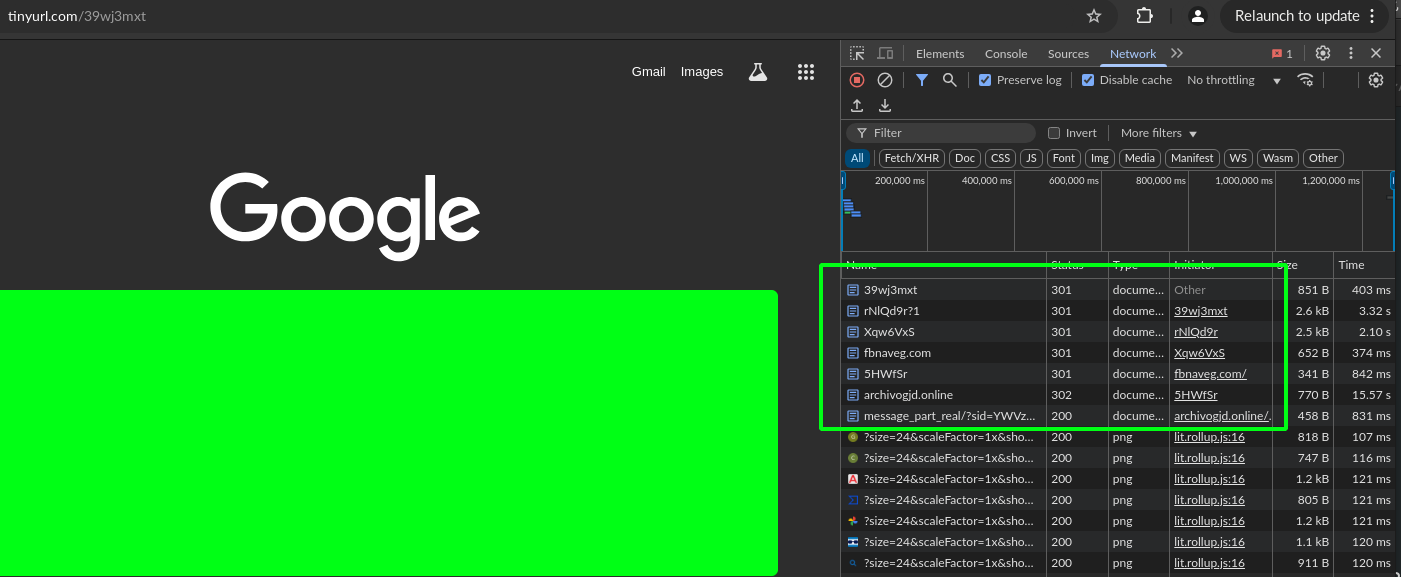 tinyurl.com/39wj3mxt
Relaunch to update
Gmail Images
Google
Elements Console Sources Network 1
Preserve log Disable cache No throttling
Filter Invert More filters
All Fetch/XHR Doc CSS JS Font Img Media Manifest WS Wasm Other
200,000 ms 400,000 ms 600,000 ms 800,000 ms 1,000,000 ms 1,200,000 ms
Name Status Type Initiator Size Time
39wj3mxt 301 docume... Other 851 B 403 ms
rNlQd9r?1 301 docume... 39wj3mxt 2.6 kB 3.32 s
Xqw6VxS 301 docume... rNlQd9r 2.5 kB 2.10 s
fbnaveg.com 301 docume... Xqw6VxS 652 B 374 ms
5HWfSr 301 docume... fbnaveg.com/ 341 B 842 ms
archivogjd.online 302 docume... 5HWfSr 770 B 15.57 s
message_part_real/?sid=YWVz... 200 docume... archivogjd.online/. 458 B 831 ms
?size=24&scaleFactor=1x&sho... 200 png lit.rollup.js:16 818 B 107 ms
?size=24&scaleFactor=1x&sho... 200 png lit.rollup.js:16 747 B 116 ms
?size=24&scaleFactor=1x&sho... 200 png lit.rollup.js:16 1.2 kB 121 ms
?size=24&scaleFactor=1x&sho... 200 png lit.rollup.js:16 805 B 121 ms
?size=24&scaleFactor=1x&sho... 200 png lit.rollup.js:16 1.2 kB 121 ms
?size=24&scaleFactor=1x&sho... 200 png lit.rollup.js:16 1.1 kB 120 ms
?size=24&scaleFactor=1x&sho... 200 png lit.rollup.js:16 911 B 120 ms